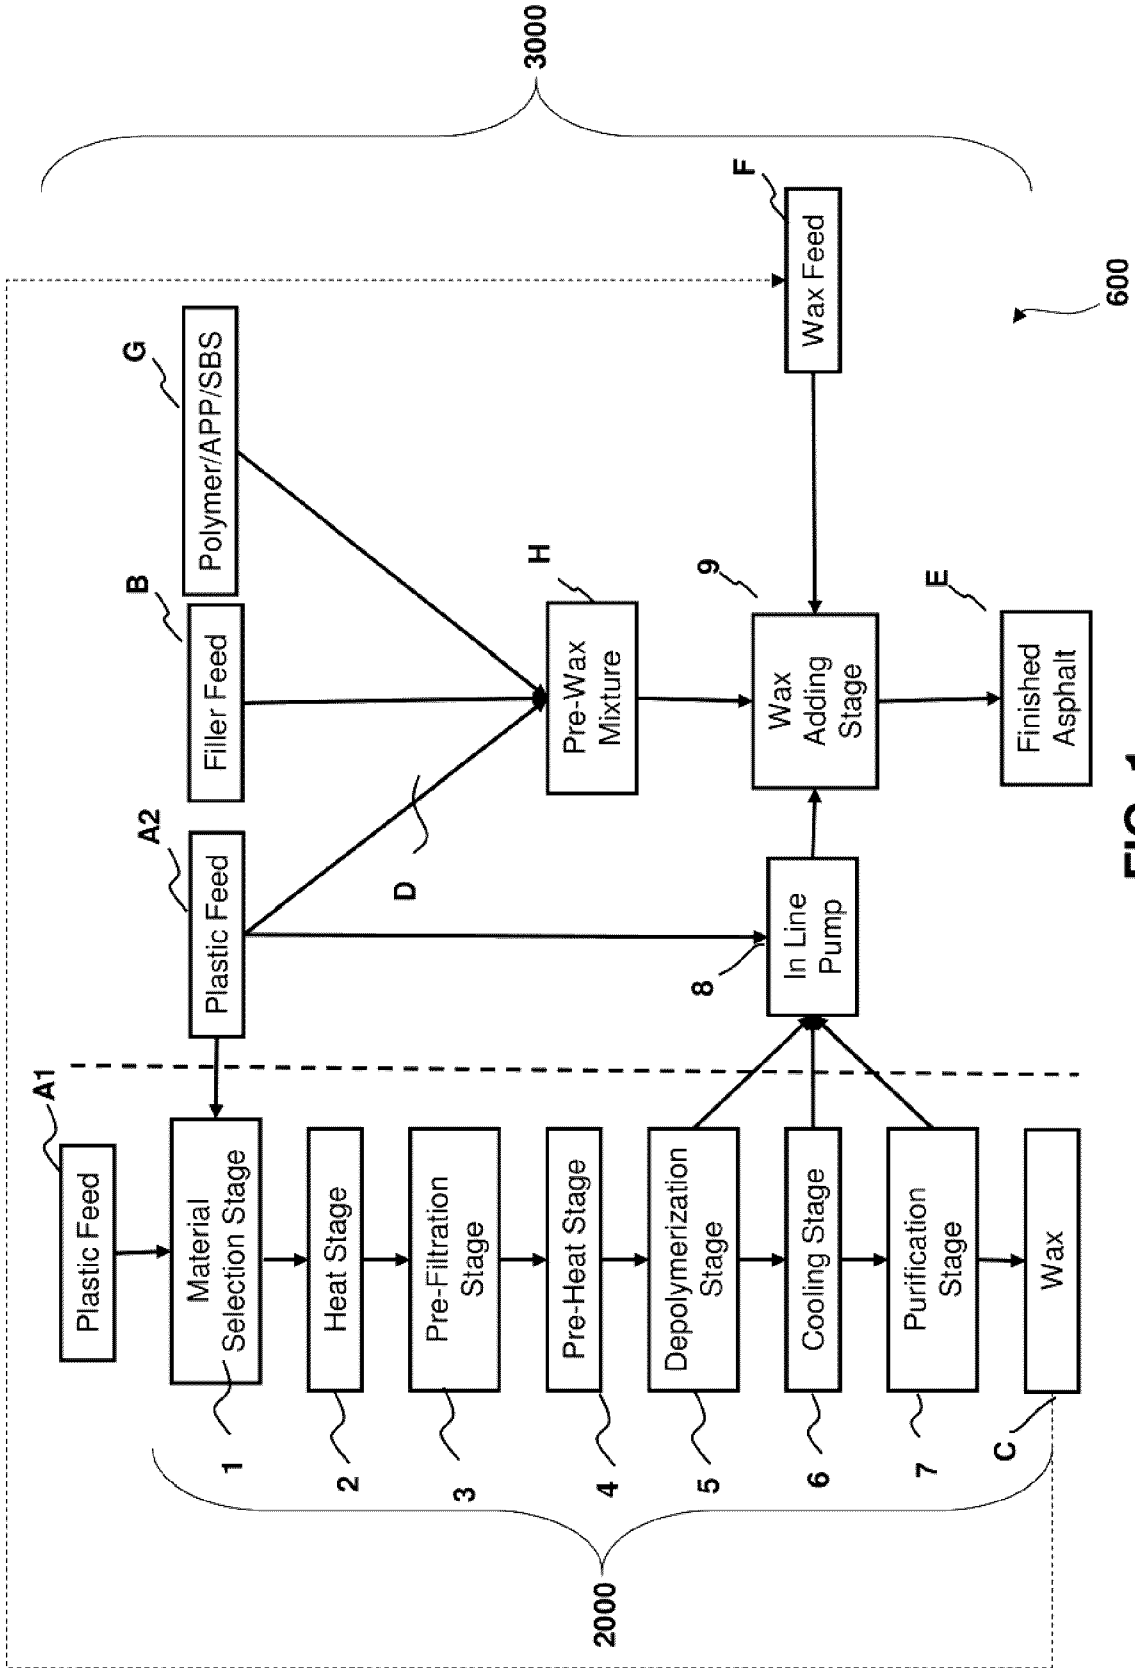 A1
Plastic Feed
A2
B
G
Material
Selection Stage
Plastic Feed
Filler Feed
Polymer/APP/SBS
1
2
Heat Stage
D
3
Pre-Filtration
Stage
H
3000
4
Pre-Heat Stage
Pre-Wax
Mixture
2000
5
Depolymerization
Stage
8
9
F
6
Cooling Stage
In Line
Pump
Wax
Adding
Stage
Wax Feed
7
Purification
Stage
E
C
Wax
Finished
Asphalt
600
FIG. 1